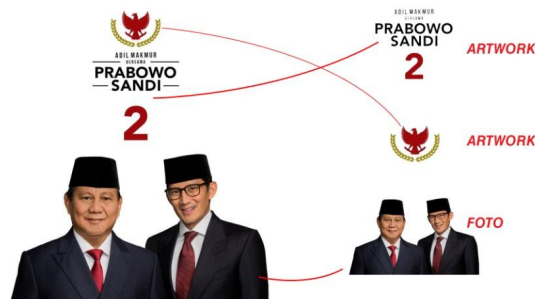 ADIL MAKMUR
BERSAMA
PRABOWO
SANDI
2
ADIL MAKMUR
BERSAMA
PRABOWO
SANDI
2
ARTWORK
ARTWORK
FOTO